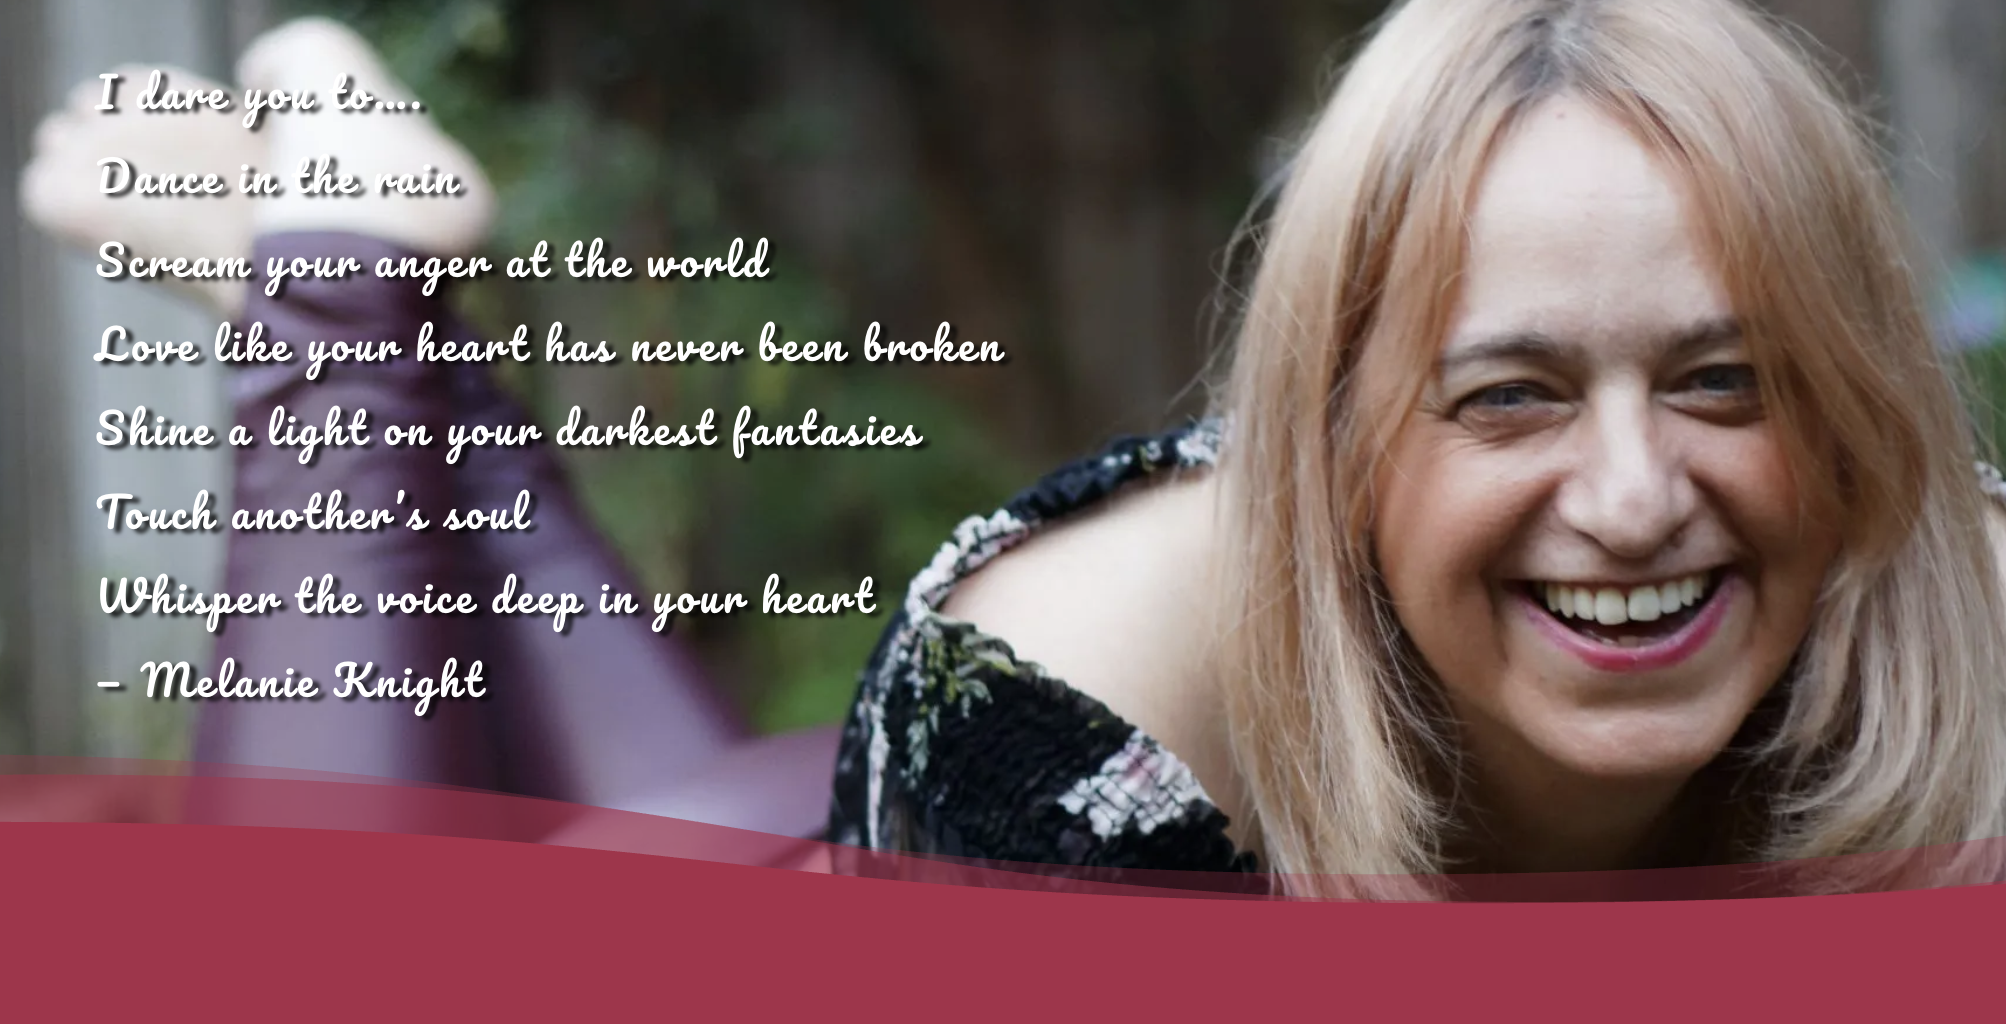 I dare you to....
Dance in the rain
Scream your anger at the world
Love like your heart has never been broken
Shine a light on your darkest fantasies
Touch another's soul
Whisper the voice deep in your heart
– Melanie Knight